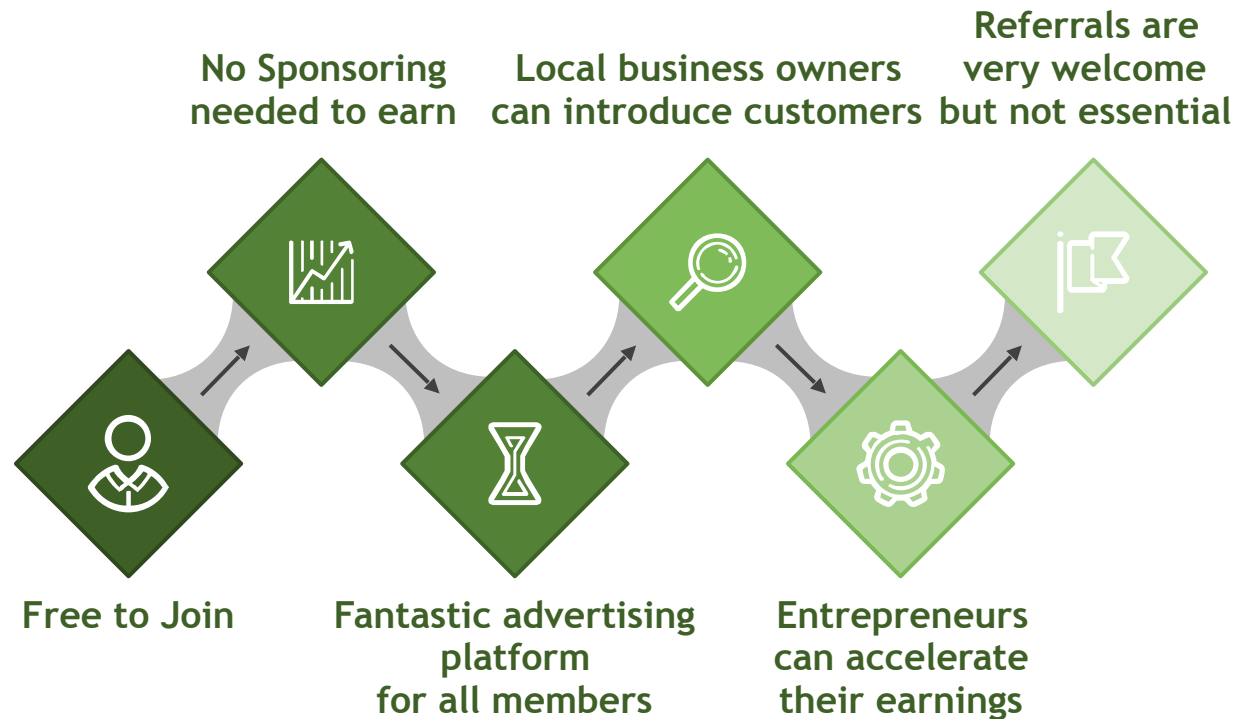 Free to Join
No Sponsoring
needed to earn
Fantastic advertising
platform
for all members
Local business owners
can introduce customers
Entrepreneurs
can accelerate
their earnings
Referrals are
very welcome
but not essential